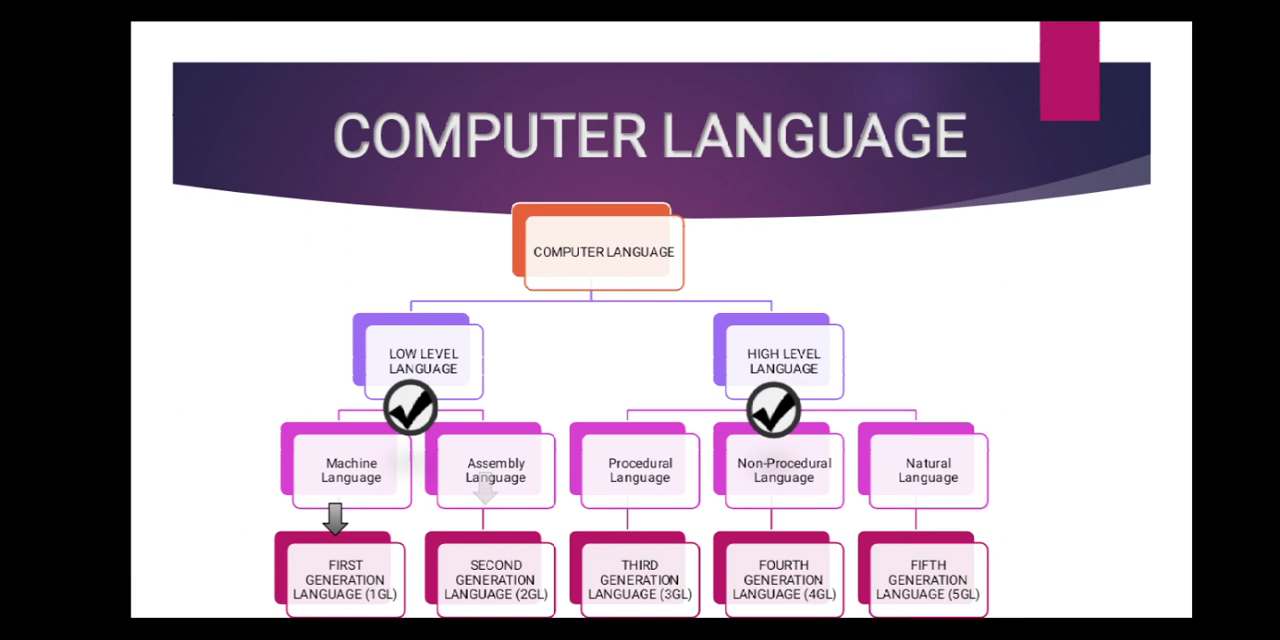 COMPUTER LANGUAGE
COMPUTER LANGUAGE
LOW LEVEL
LANGUAGE
HIGH LEVEL
LANGUAGE
Machine
Language
Assembly
Language
Procedural
Language
Non-Procedural
Language
Natural
Language
FIRST
GENERATION
LANGUAGE (1GL)
SECOND
GENERATION
LANGUAGE (2GL)
THIRD
GENERATION
LANGUAGE (3GL)
FOURTH
GENERATION
LANGUAGE (4GL)
FIFTH
GENERATION
LANGUAGE (5GL)